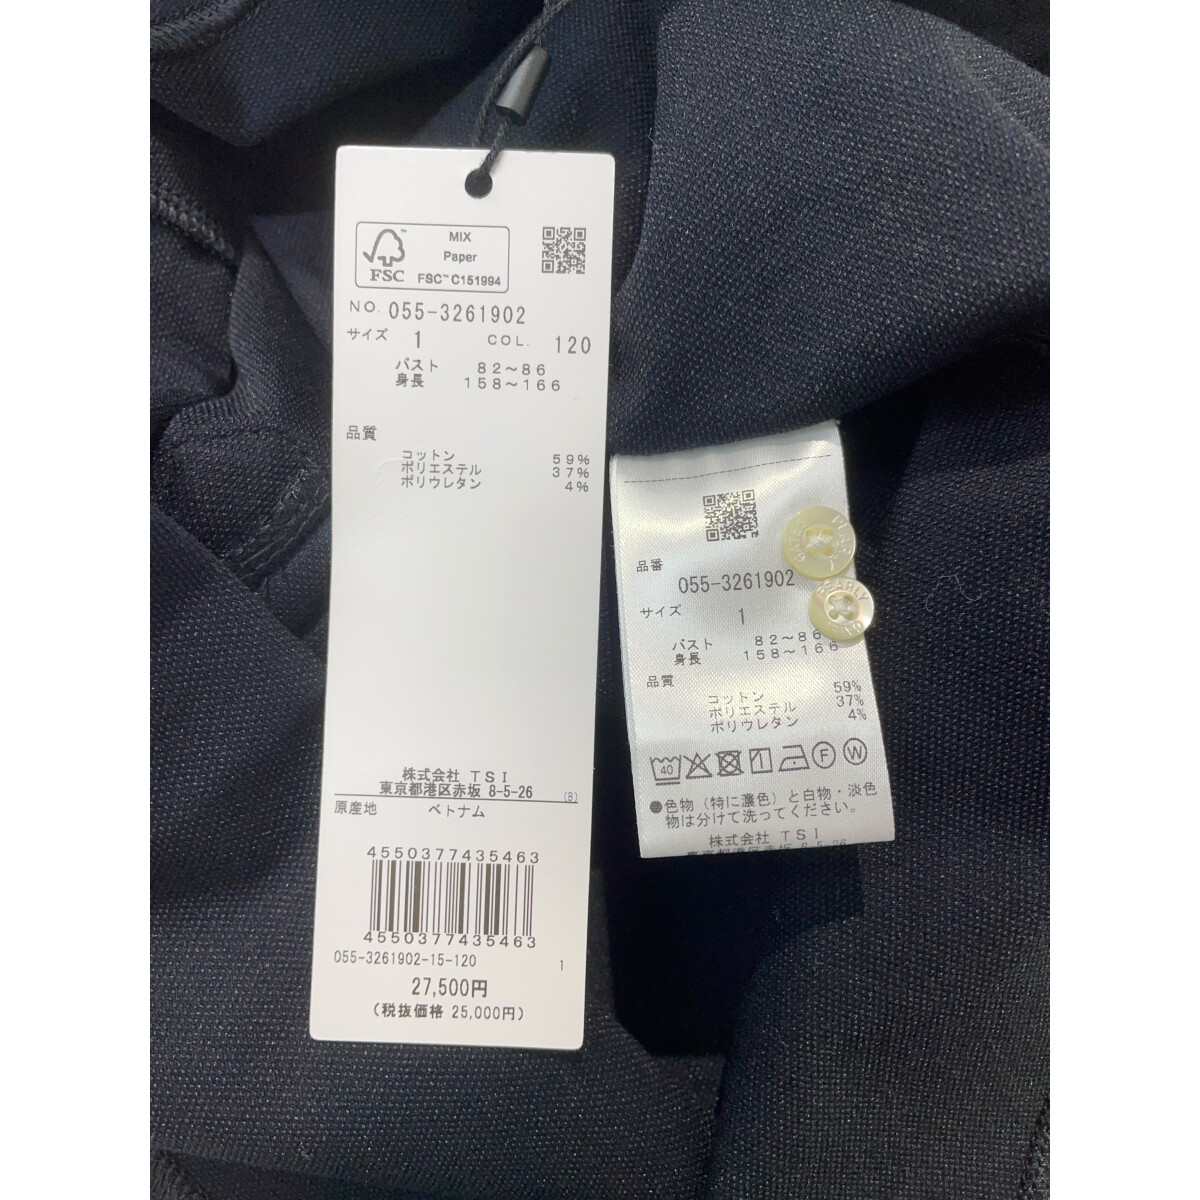 MIX
Paper
FSC™ C151994
FSC
NO. 055-3261902
サイズ 1 COL. 120
バスト 82～86
身長 158～166
品質
コットン 59%
ポリエステル 37%
ポリウレタン 4%
株式会社 TSI
東京都港区赤坂 8-5-26 (B)
原産地 ベトナム
4550377435463
4550377435463
055-3261902-15-120 1
27,500円
(税抜価格 25,000円)
品番
055-3261902
サイズ 1
バスト 82～86
身長 158～166
品質
コットン 59%
ポリエステル 37%
ポリウレタン 4%
40 F W
●色物（特に濃色）と白物・淡色
物は分けて洗ってください。
株式会社 TSI
PEARLY
PEARLY